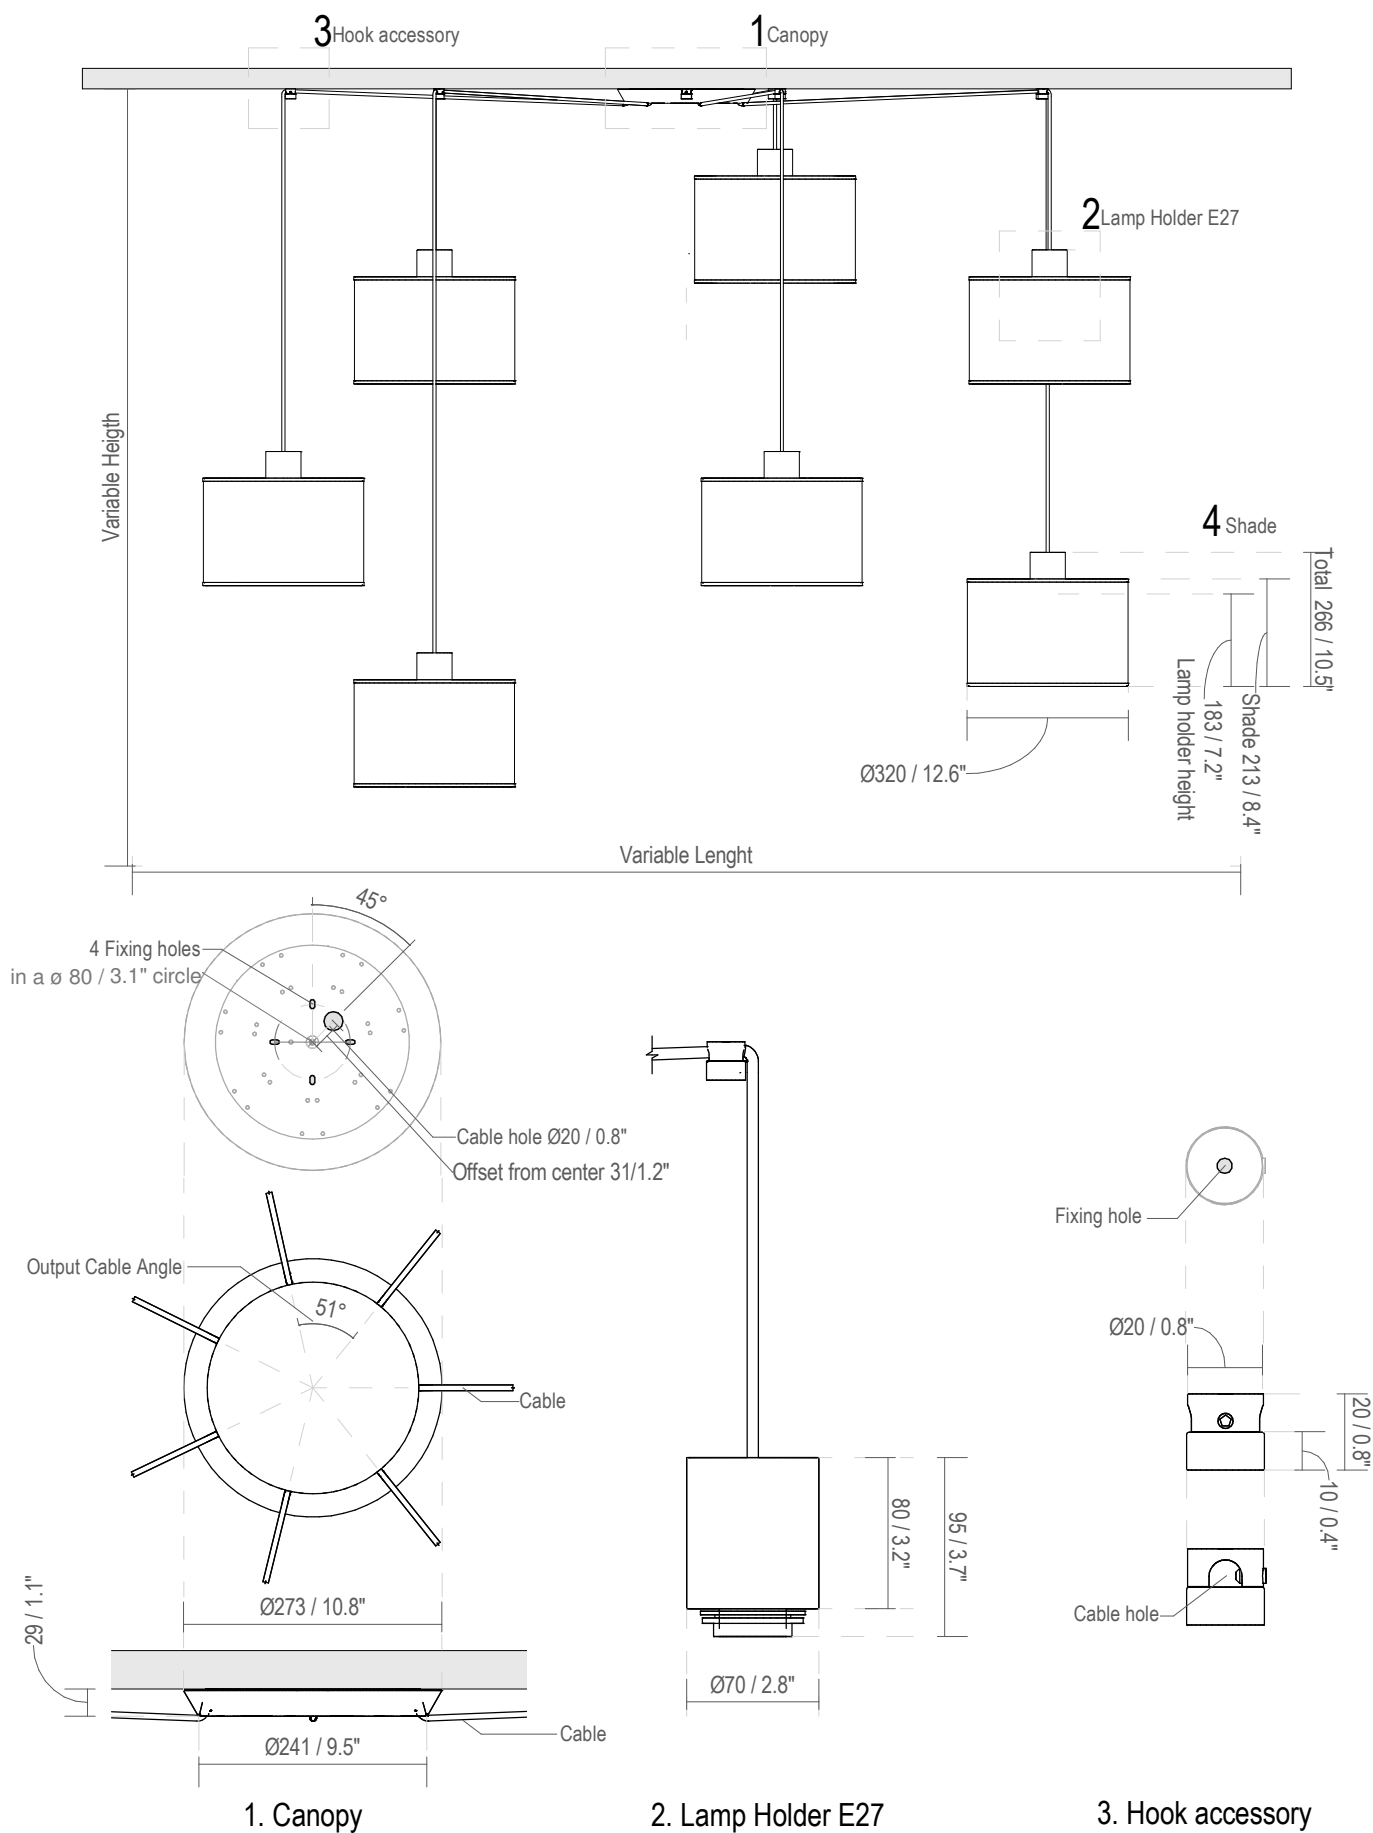 3 Hook accessory
1 Canopy
2 Lamp Holder E27
Variable Heigth
4 Shade
Total 266 / 10.5"
Shade 213 / 8.4"
183 / 7.2"
Lamp holder height
Ø320 / 12.6"
Variable Lenght
45°
4 Fixing holes
in a ø 80 / 3.1" circle
Cable hole Ø20 / 0.8"
Offset from center 31/1.2"
Output Cable Angle
51°
Cable
Ø273 / 10.8"
29 / 1.1"
Cable
Ø241 / 9.5"
1. Canopy
80 / 3.2"
95 / 3.7"
Ø70 / 2.8"
2. Lamp Holder E27
Fixing hole
Ø20 / 0.8"
20 / 0.8"
10 / 0.4"
Cable hole
3. Hook accessory